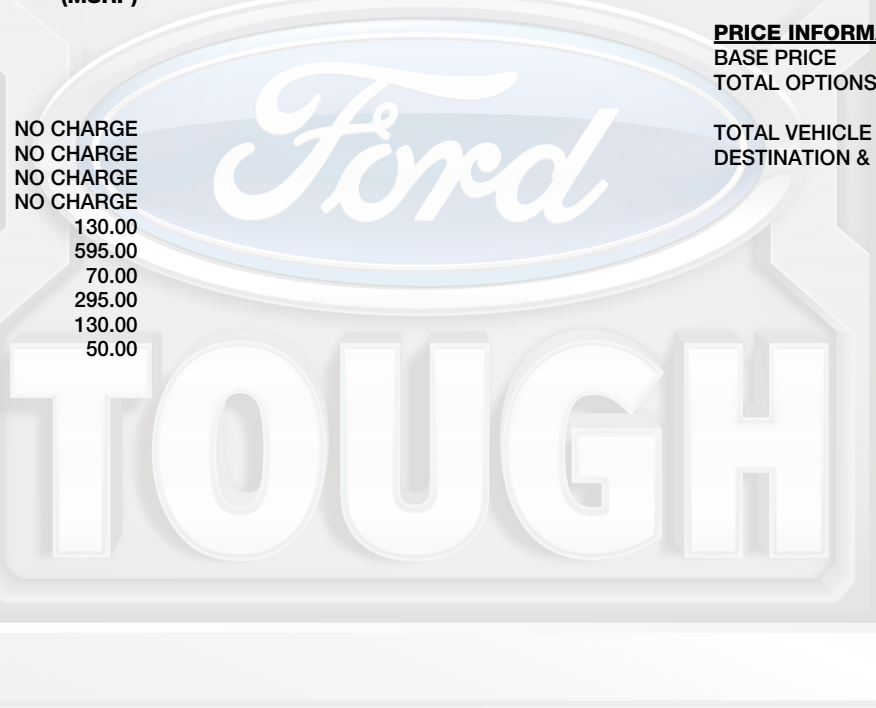 (MSRP)
NO CHARGE
NO CHARGE
NO CHARGE
NO CHARGE
130.00
595.00
70.00
295.00
130.00
50.00
PRICE INFORMA
BASE PRICE
TOTAL OPTIONS
TOTAL VEHICLE
DESTINATION &
Ford
TOUGH